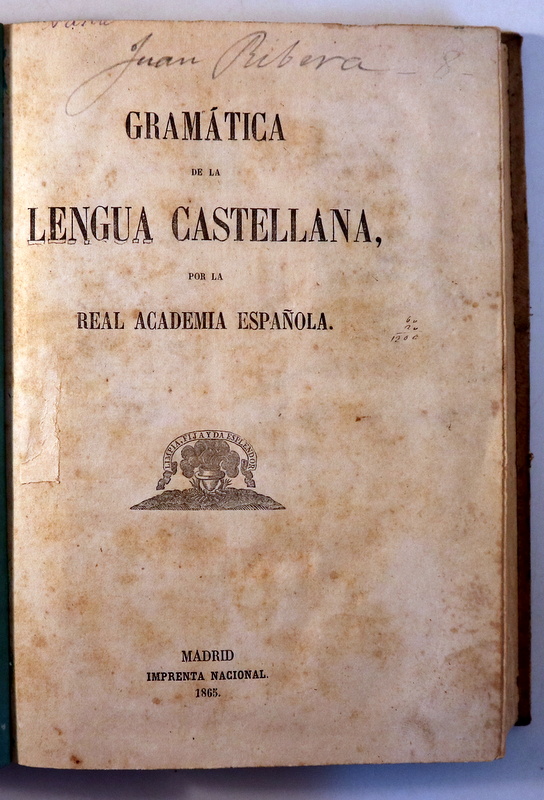 Juan Ribera - 8 -
GRAMÁTICA
DE LA
LENGUA CASTELLANA,
POR LA
REAL ACADEMIA ESPAÑOLA.
LIMPIA, FIJA Y DA ESPLENDOR
MADRID
IMPRENTA NACIONAL.
1865.